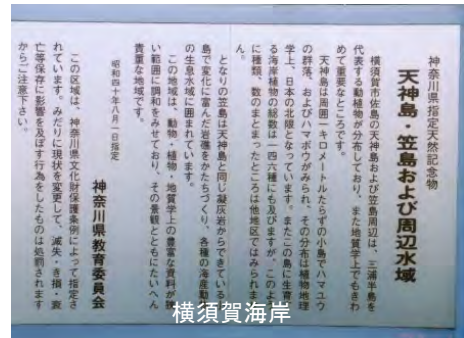 神奈川県指定天然記念物
天神島・笠島および周辺水域
横須賀市佐島の天神島および笠島周辺は、三浦半島を
代表する動植物が分布しており、また地質学上でもきわ
めて重要なところです。
天神島は周囲一キロメートルたらずの小島でハマユウ
の群落、およびハマボウがみられ、その分布は植物地理
学上、日本の北限となっています。またこの島に生育す
る海岸植物の総数は一四六種にも及びますが、このよう
に種類、数のまとまったところは他地区ではみられませ
ん。
となりの笠島は天神島と同じ凝灰岩からできている
島で変化に富んだ岩礁をかたちづくり、各種の海産動
の生息水域に囲まれています。
この地域は、動物・植物、地質学上の豊富な資料が狭
い範囲に調和をみせており、その景観とともにたいへん
貴重な地域です。
昭和四十年八月一日指定
神奈川県教育委員会
この区域は、神奈川県文化財保護条例によって指定さ
れています。みだりに現状を変更して、滅失・き損・衰
亡等保存に影響を及ぼす行為をしたものは処罰されます
からご注意下さい。
横須賀海岸